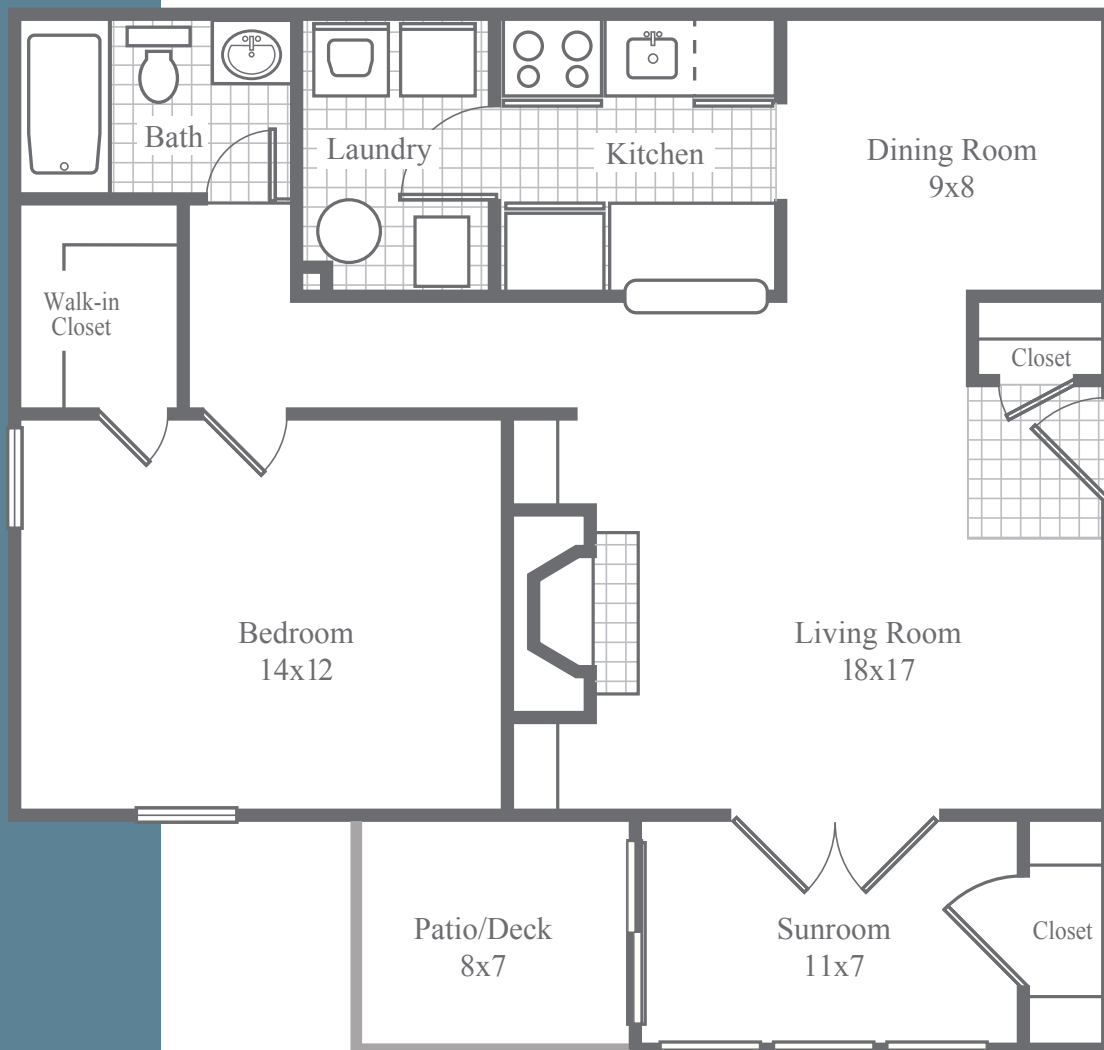 Bath
Laundry
Kitchen
Dining Room
9x8
Walk-in
Closet
Closet
Bedroom
14x12
Living Room
18x17
Patio/Deck
8x7
Sunroom
11x7
Closet